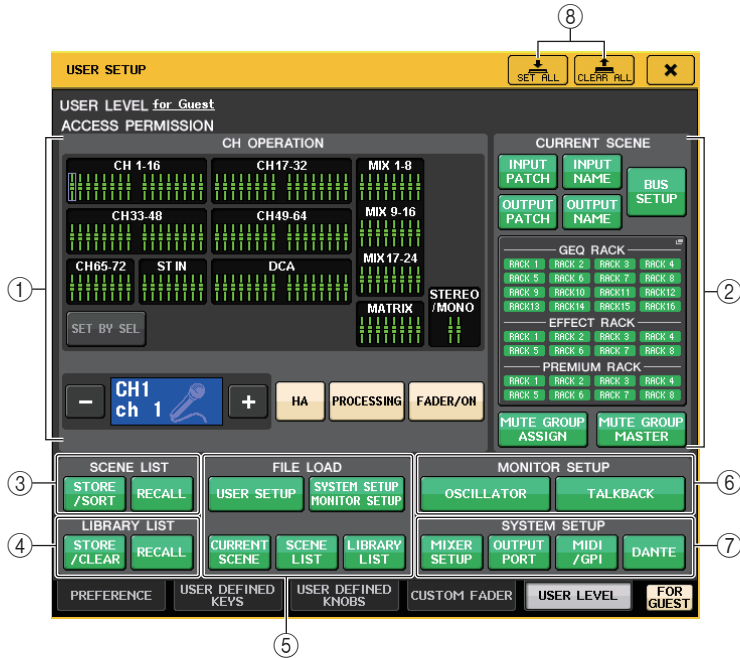 ⑧
USER SETUP
SET ALL
CLEAR ALL
USER LEVEL for Guest
ACCESS PERMISSION
①
CH OPERATION
CH 1-16
CH17-32
MIX 1-8
CH33-48
CH49-64
MIX 9-16
CH65-72
ST IN
DCA
MIX17-24
MATRIX
STEREO
/MONO
SET BY SEL
−
CH1
ch 1
+
HA
PROCESSING
FADER/ON
②
CURRENT SCENE
INPUT
PATCH
INPUT
NAME
BUS
SETUP
OUTPUT
PATCH
OUTPUT
NAME
GEQ RACK
RACK 1 RACK 2 RACK 3 RACK 4
RACK 5 RACK 6 RACK 7 RACK 8
RACK 9 RACK10 RACK11 RACK12
RACK13 RACK14 RACK15 RACK16
EFFECT RACK
RACK 1 RACK 2 RACK 3 RACK 4
RACK 5 RACK 6 RACK 7 RACK 8
PREMIUM RACK
RACK 1 RACK 2 RACK 3 RACK 4
RACK 5 RACK 6 RACK 7 RACK 8
MUTE GROUP
ASSIGN
MUTE GROUP
MASTER
③
SCENE LIST
STORE
/SORT
RECALL
④
LIBRARY LIST
STORE
/CLEAR
RECALL
FILE LOAD
USER SETUP
SYSTEM SETUP
MONITOR SETUP
CURRENT
SCENE
SCENE
LIST
LIBRARY
LIST
⑤
MONITOR SETUP
OSCILLATOR
TALKBACK
⑥
SYSTEM SETUP
MIXER
SETUP
OUTPUT
PORT
MIDI
/GPI
DANTE
⑦
PREFERENCE
USER DEFINED
KEYS
USER DEFINED
KNOBS
CUSTOM FADER
USER LEVEL
FOR
GUEST